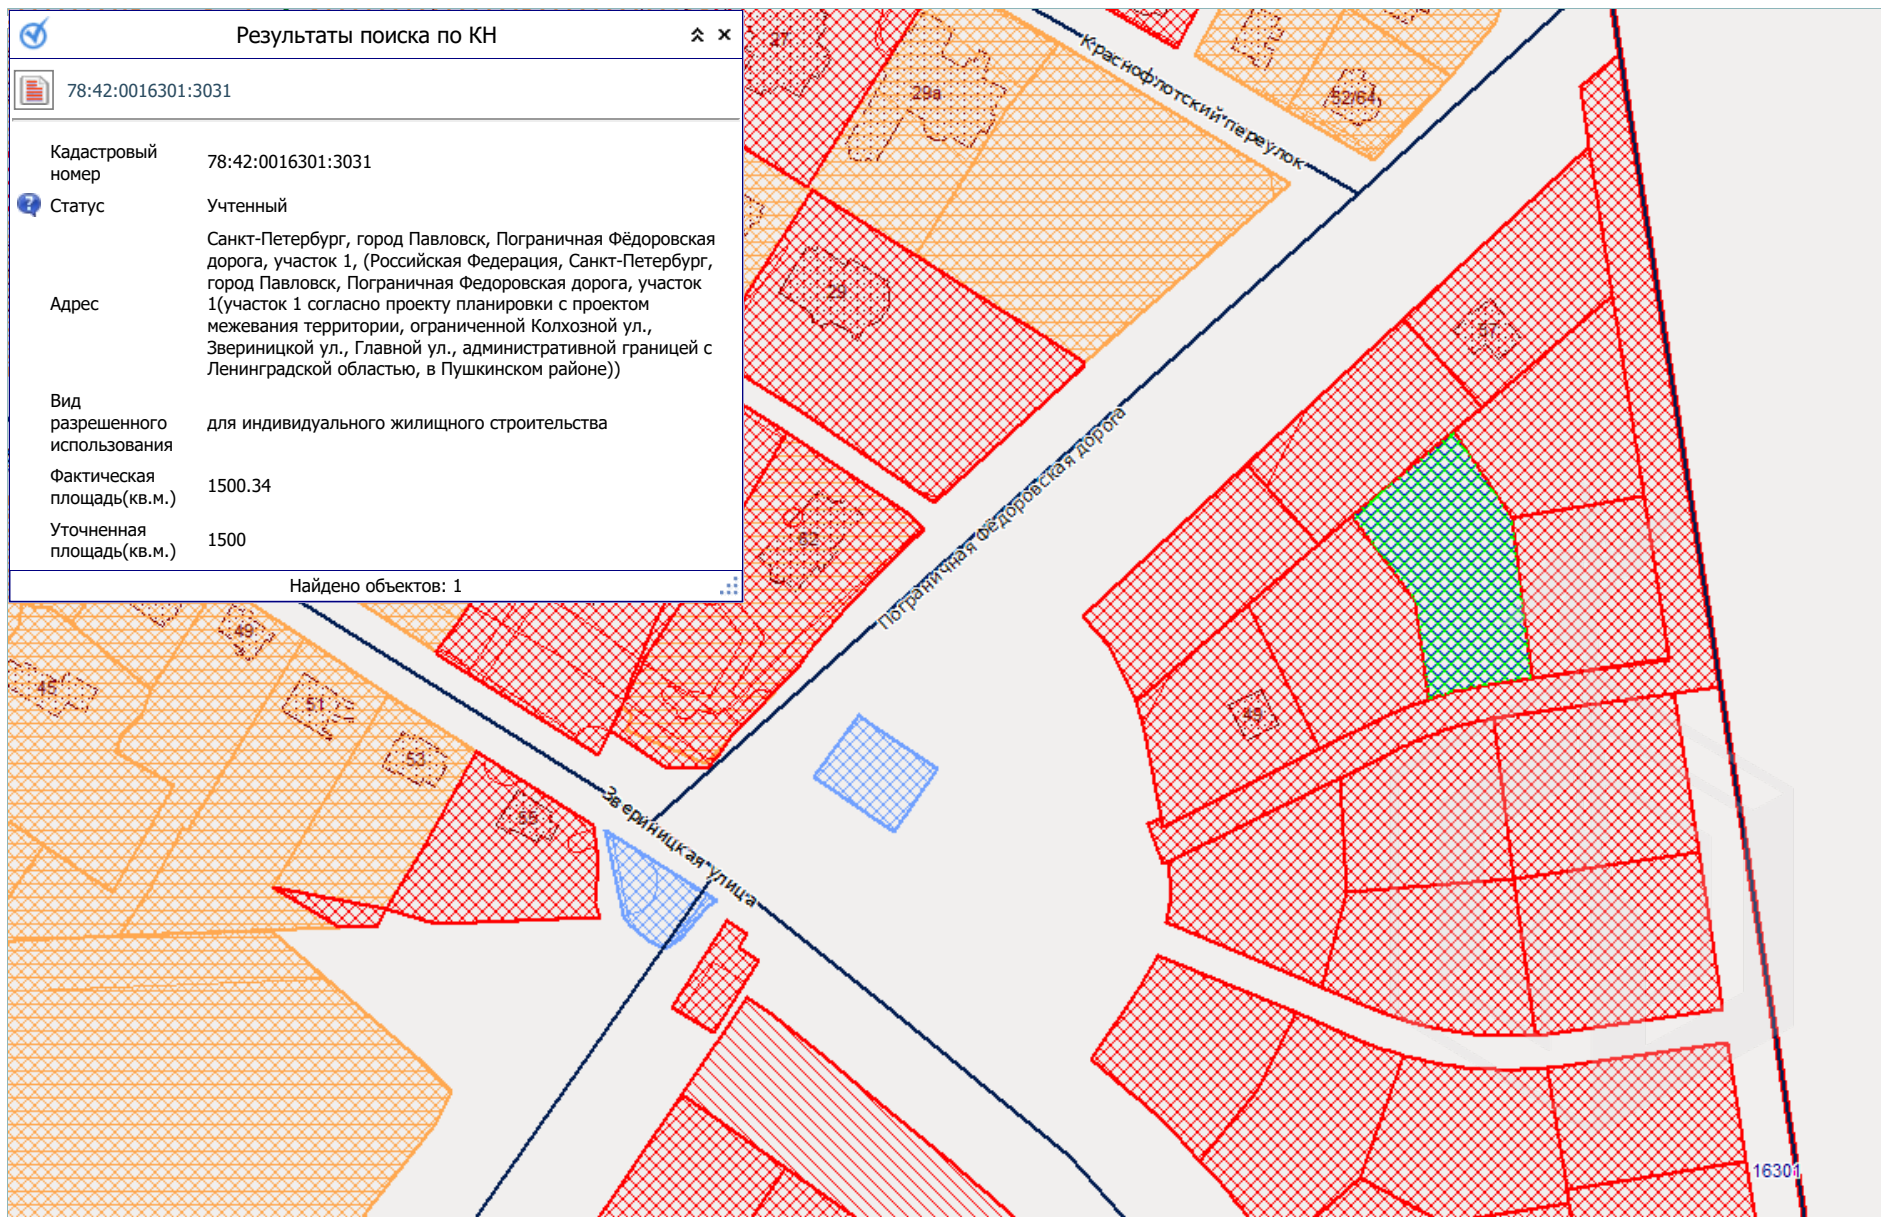 Результаты поиска по КН
78:42:0016301:3031
Кадастровый
номер
78:42:0016301:3031
Статус
Учтенный
Адрес
Санкт-Петербург, город Павловск, Пограничная Фёдоровская
дорога, участок 1, (Российская Федерация, Санкт-Петербург,
город Павловск, Пограничная Федоровская дорога, участок
1(участок 1 согласно проекту планировки с проектом
межевания территории, ограниченной Колхозной ул.,
Звериницкой ул., Главной ул., административной границей с
Ленинградской областью, в Пушкинском районе))
Вид
разрешенного
использования
для индивидуального жилищного строительства
Фактическая
площадь(кв.м.)
1500.34
Уточненная
площадь(кв.м.)
1500
Найдено объектов: 1
27
29а
Краснофлотский переулок
52/64
29
57
Пограничная Фёдоровская дорога
62
49
45
51
53
55
Звериницкая улица
49
16301